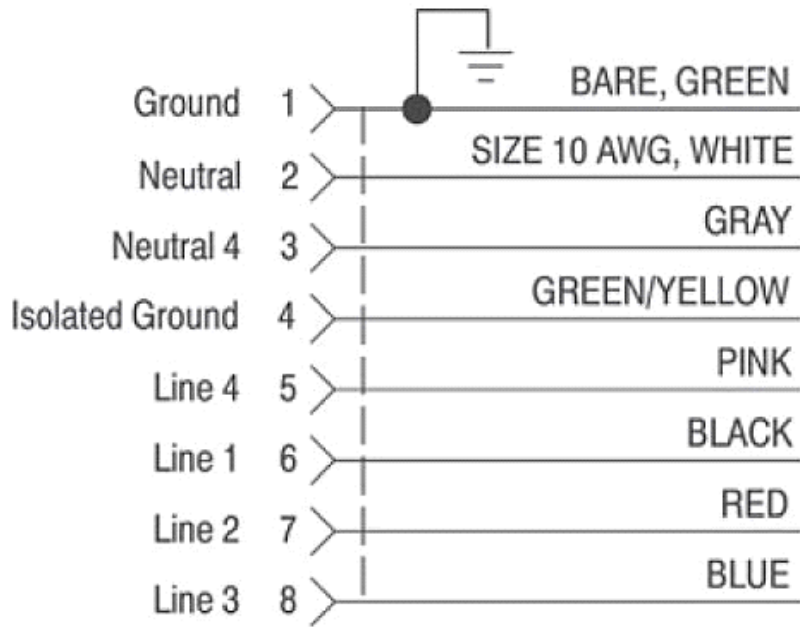 Ground 1 BARE, GREEN
Neutral 2 SIZE 10 AWG, WHITE
Neutral 4 3 GRAY
Isolated Ground 4 GREEN/YELLOW
Line 4 5 PINK
Line 1 6 BLACK
Line 2 7 RED
Line 3 8 BLUE